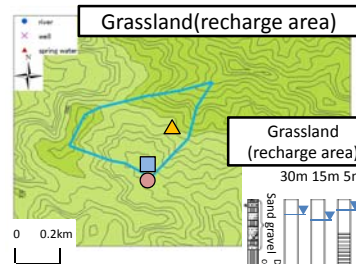 Grassland(recharge area)
river
well
spring water
N
Grassland
(recharge area)
30m 15m 5m
Sand gravel
0 0.2km